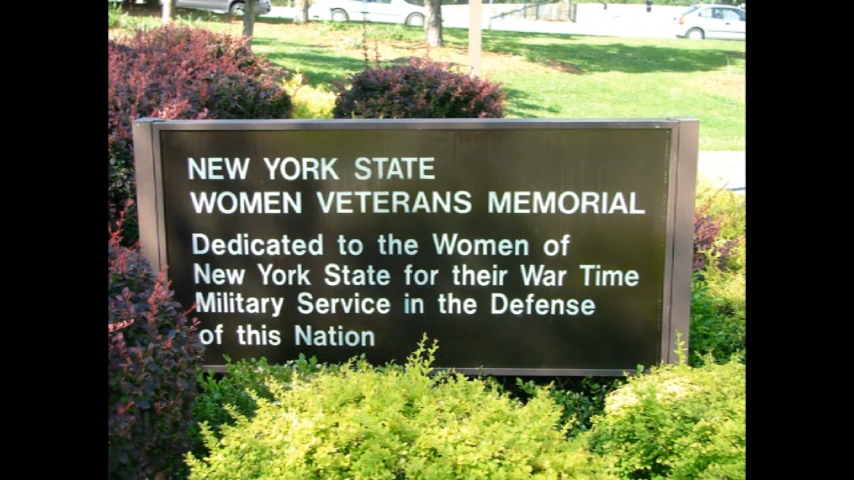 NEW YORK STATE
WOMEN VETERANS MEMORIAL
Dedicated to the Women of
New York State for their War Time
Military Service in the Defense
of this Nation